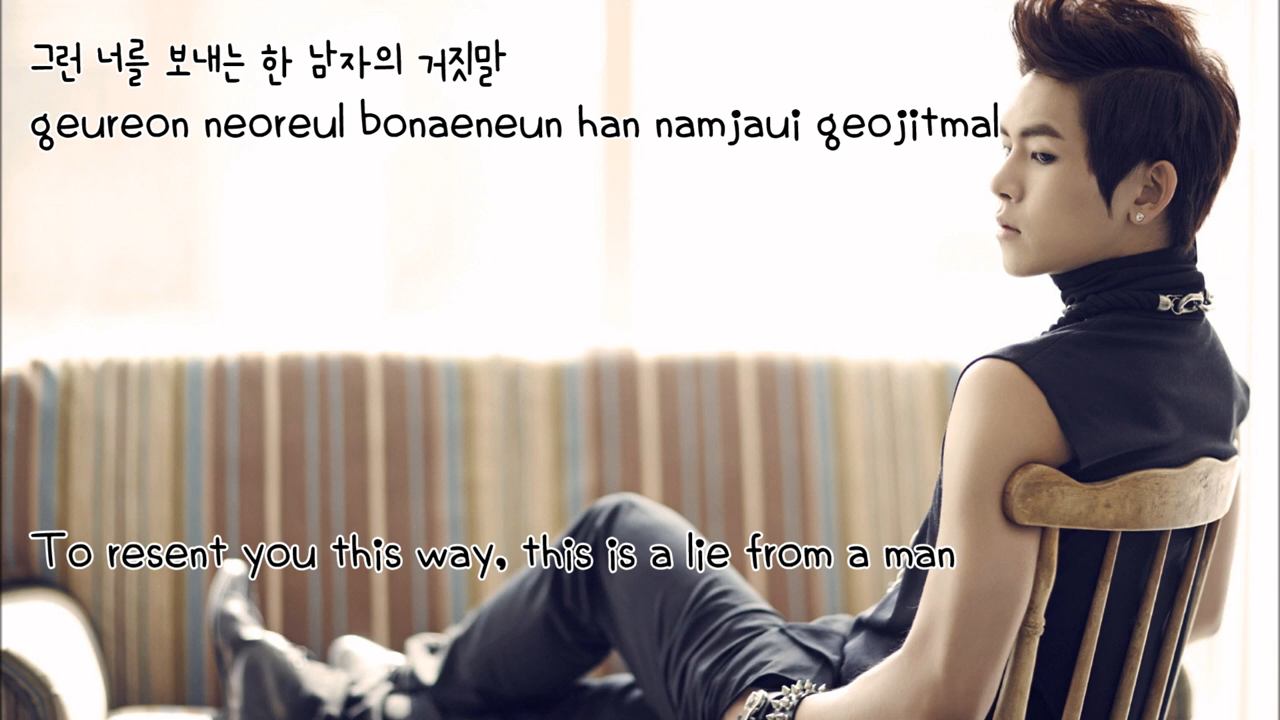 그런 너를 보내는 한 남자의 거짓말
geureon neoreul bonaeneun han namjaui geojitmal
To resent you this way, this is a lie from a man